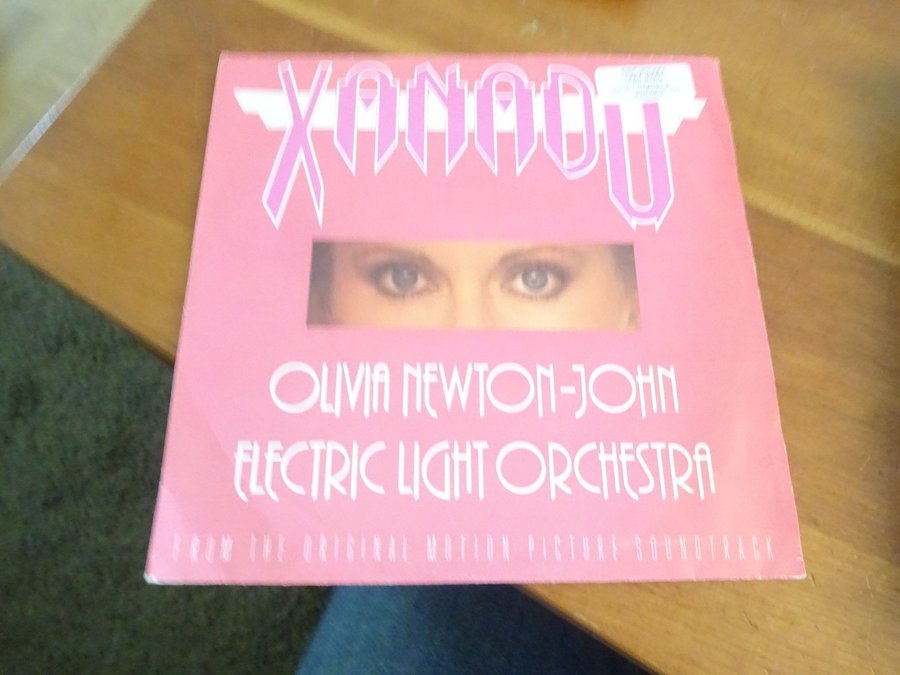 XANADU
OLIVIA NEWTON-JOHN
ELECTRIC LIGHT ORCHESTRA
FROM THE ORIGINAL MOTION PICTURE SOUNDTRACK